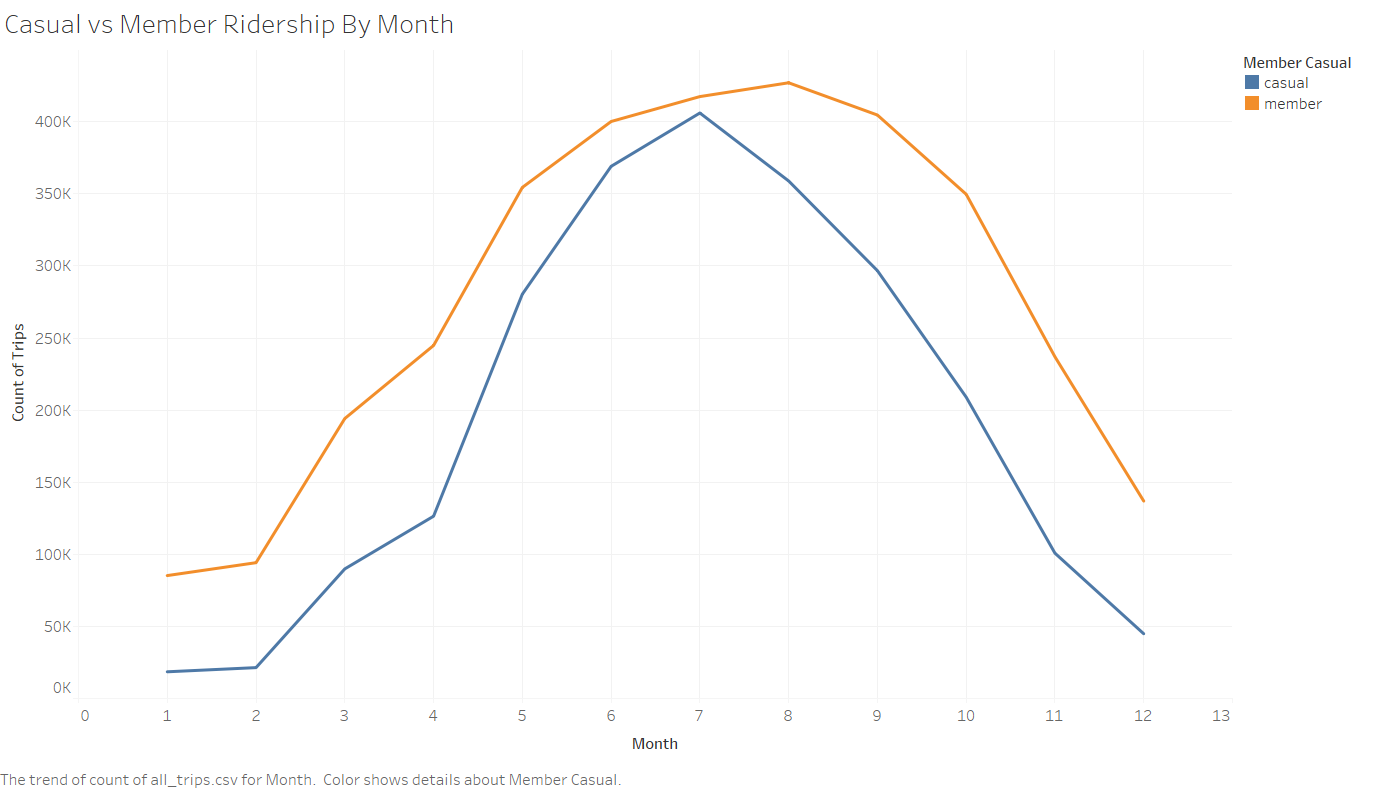 Casual vs Member Ridership By Month
Member Casual
casual
member
Count of Trips
400K
350K
300K
250K
200K
150K
100K
50K
0K
0 1 2 3 4 5 6 7 8 9 10 11 12 13
Month
The trend of count of all_trips.csv for Month. Color shows details about Member Casual.